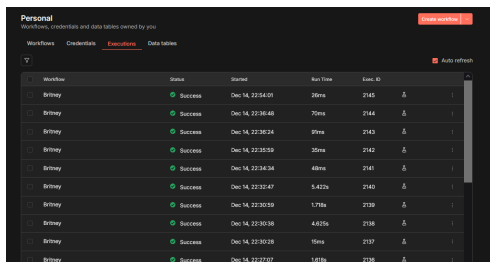 Personal
Workflows, credentials and data tables owned by you
Create workflow
Workflows Credentials Executions Data tables
Auto refresh
Workflow Status Started Run Time Exec. ID
Britney Success Dec 14, 22:54:01 26ms 2145
Britney Success Dec 14, 22:36:48 70ms 2144
Britney Success Dec 14, 22:36:24 91ms 2143
Britney Success Dec 14, 22:35:59 35ms 2142
Britney Success Dec 14, 22:34:34 48ms 2141
Britney Success Dec 14, 22:32:47 5.422s 2140
Britney Success Dec 14, 22:30:59 1.718s 2139
Britney Success Dec 14, 22:30:38 4.625s 2138
Britney Success Dec 14, 22:30:28 15ms 2137
Britney Success Dec 14, 22:27:07 1.618s 2136